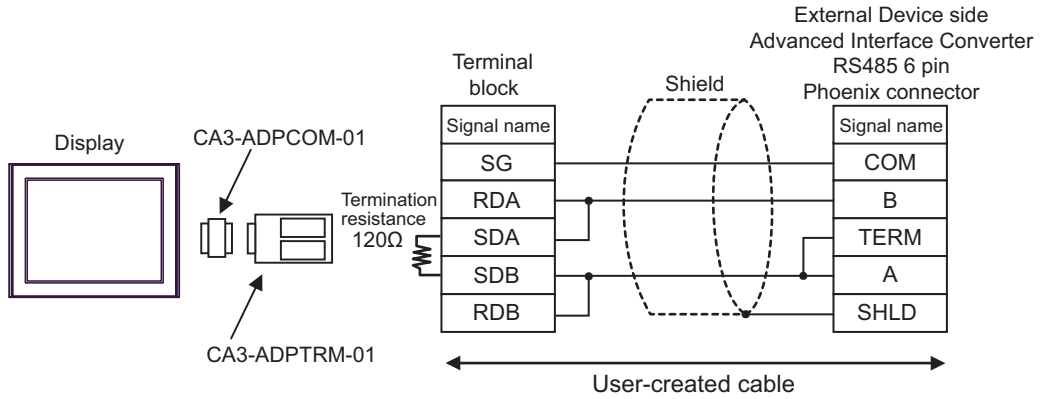 External Device side
Advanced Interface Converter
RS485 6 pin
Phoenix connector
Terminal
block
Shield
Signal name
Signal name
Display
CA3-ADPCOM-01
SG
COM
Termination
resistance
120Ω
RDA
B
SDA
TERM
SDB
A
RDB
SHLD
CA3-ADPTRM-01
User-created cable